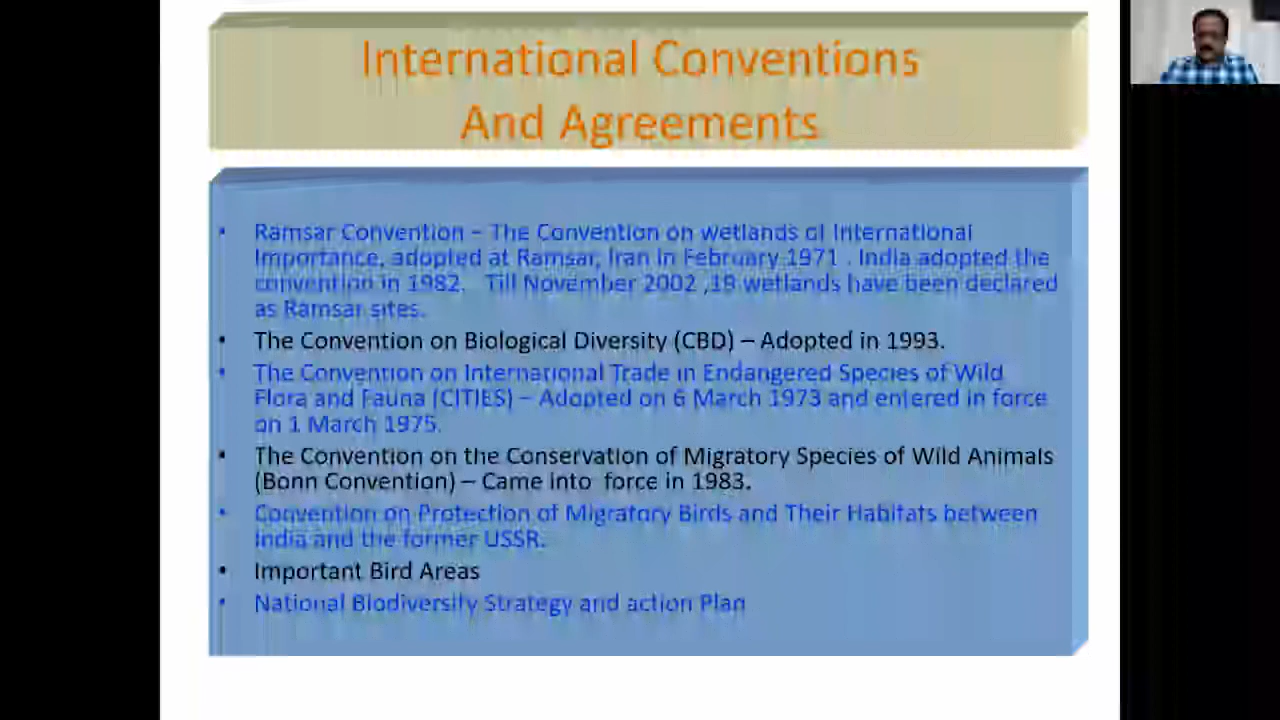 International Conventions
And Agreements
• Ramsar Convention – The Convention on wetlands of International
Importance, adopted at Ramsar, Iran in February 1971 . India adopted the
convention in 1982. Till November 2002 ,19 wetlands have been declared
as Ramsar sites.
• The Convention on Biological Diversity (CBD) – Adopted in 1993.
• The Convention on International Trade in Endangered Species of Wild
Flora and Fauna (CITIES) – Adopted on 6 March 1973 and entered in force
on 1 March 1975.
• The Convention on the Conservation of Migratory Species of Wild Animals
(Bonn Convention) – Came into force in 1983.
• Convention on Protection of Migratory Birds and Their Habitats between
India and the former USSR.
• Important Bird Areas
• National Biodiversity Strategy and action Plan